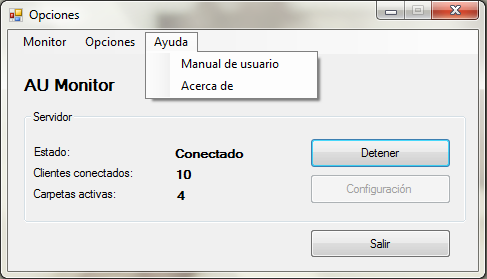 Opciones
Monitor Opciones Ayuda
Manual de usuario
Acerca de
AU Monitor
Servidor
Estado: Conectado Detener
Clientes conectados: 10
Carpetas activas: 4 Configuración
Salir